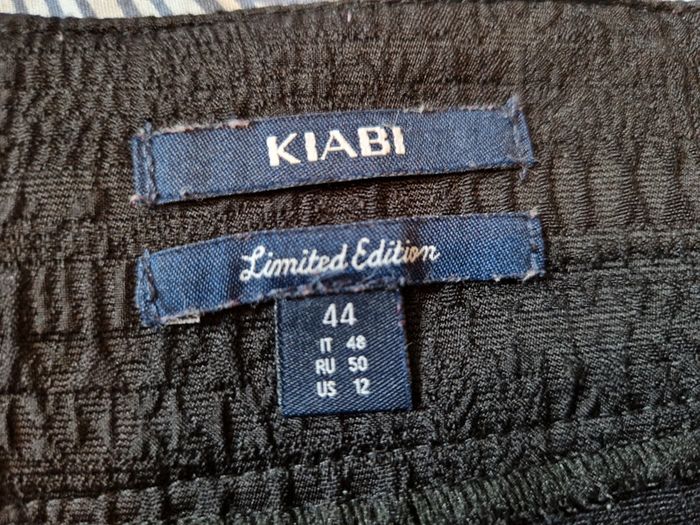 KIABI
Limited Edition
44
IT 48
RU 50
US 12